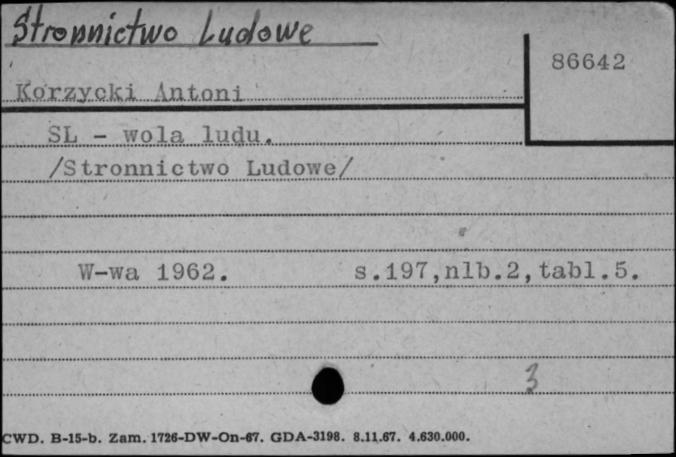 Stronnictwo Ludowe
86642
Korzycki Antoni
SL - wola ludu.
/Stronnictwo Ludowe/
W-wa 1962. s.197,nlb.2,tabl.5.
3
CWD. B-15-b. Zam. 1726-DW-On-67. GDA-3198. 8.11.67. 4.630.000.